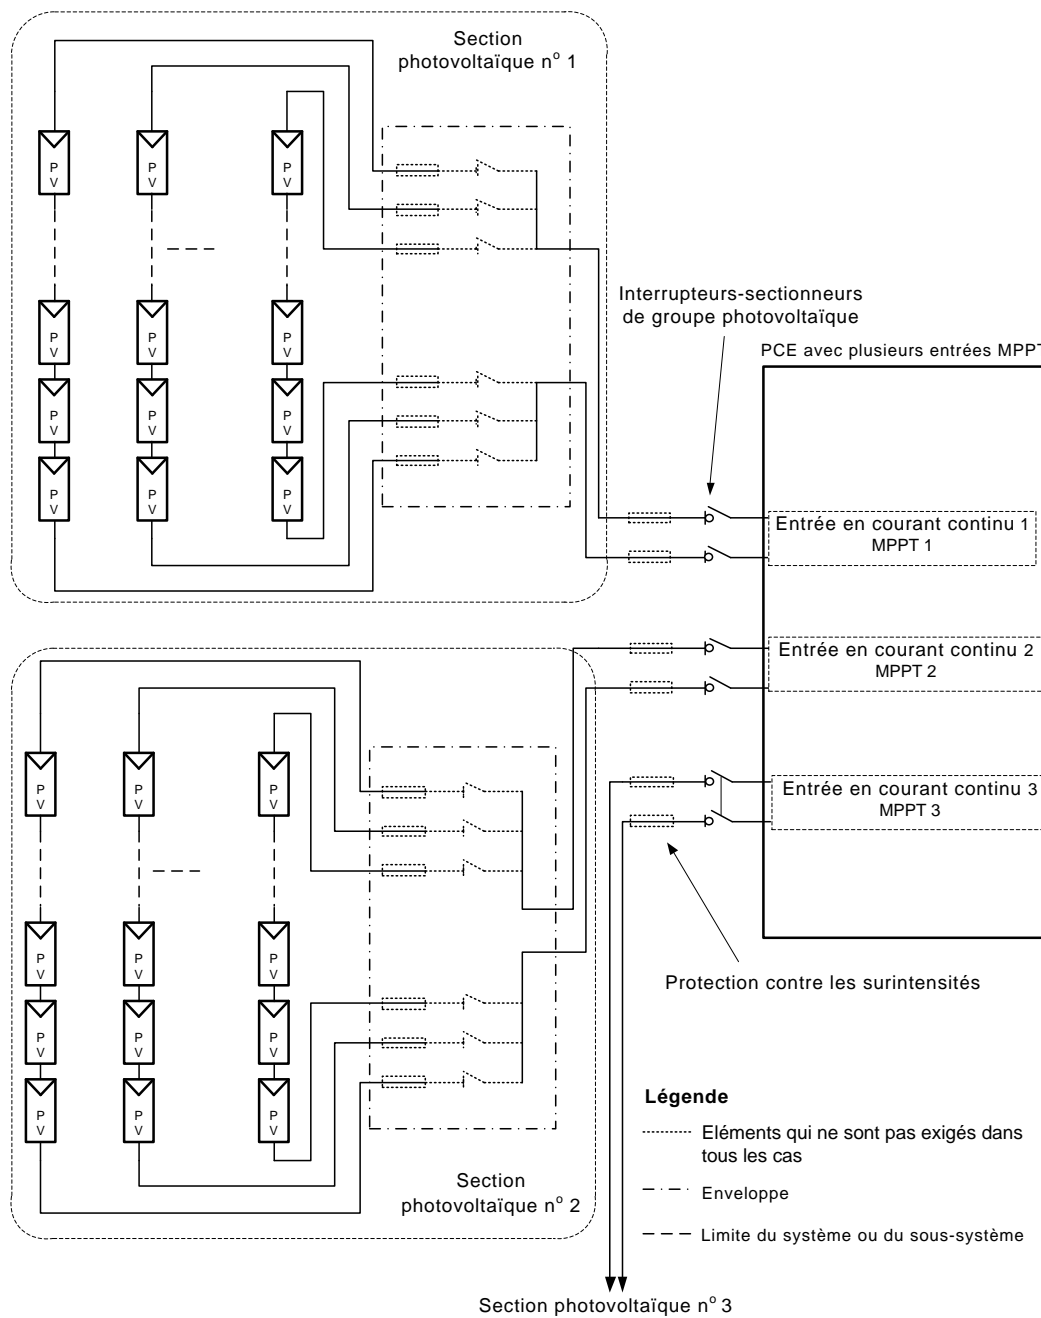 Section
photovoltaïque nº 1
P
V
P
V
P
V
P
V
P
V
P
V
P
V
P
V
P
V
P
V
P
V
P
V
Interrupteurs-sectionneurs
de groupe photovoltaïque
PCE avec plusieurs entrées MPPT
Entrée en courant continu 1
MPPT 1
Entrée en courant continu 2
MPPT 2
Entrée en courant continu 3
MPPT 3
P
V
P
V
P
V
P
V
P
V
P
V
P
V
P
V
P
V
P
V
P
V
P
V
Protection contre les surintensités
Section
photovoltaïque nº 2
Légende
Eléments qui ne sont pas exigés dans
tous les cas
Enveloppe
Limite du système ou du sous-système
Section photovoltaïque nº 3